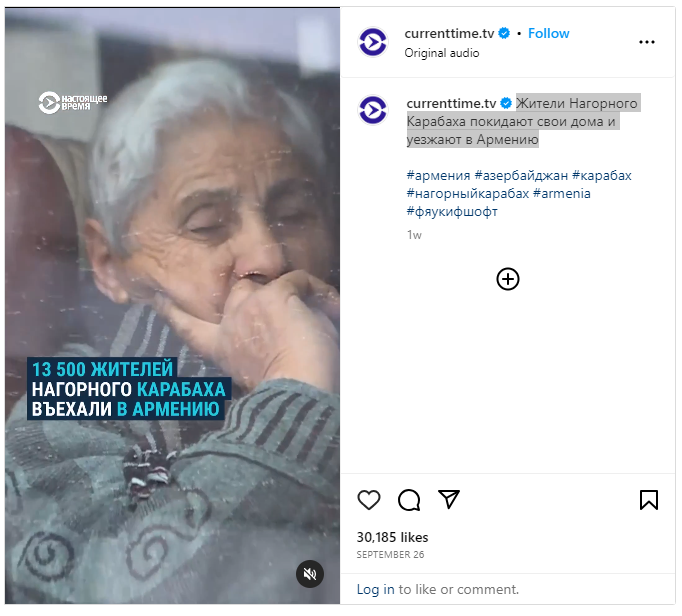 НАСТОЯЩЕЕ
ВРЕМЯ
13 500 ЖИТЕЛЕЙ
НАГОРНОГО КАРАБАХА
ВЪЕХАЛИ В АРМЕНИЮ
currenttime.tv • Follow
Original audio
currenttime.tv Жители Нагорного
Карабаха покидают свои дома и
уезжают в Армению
#армения #азербайджан #карабах
#нагорныйкарабах #armenia
#фяукифшофт
1w
30,185 likes
SEPTEMBER 26
Log in to like or comment.